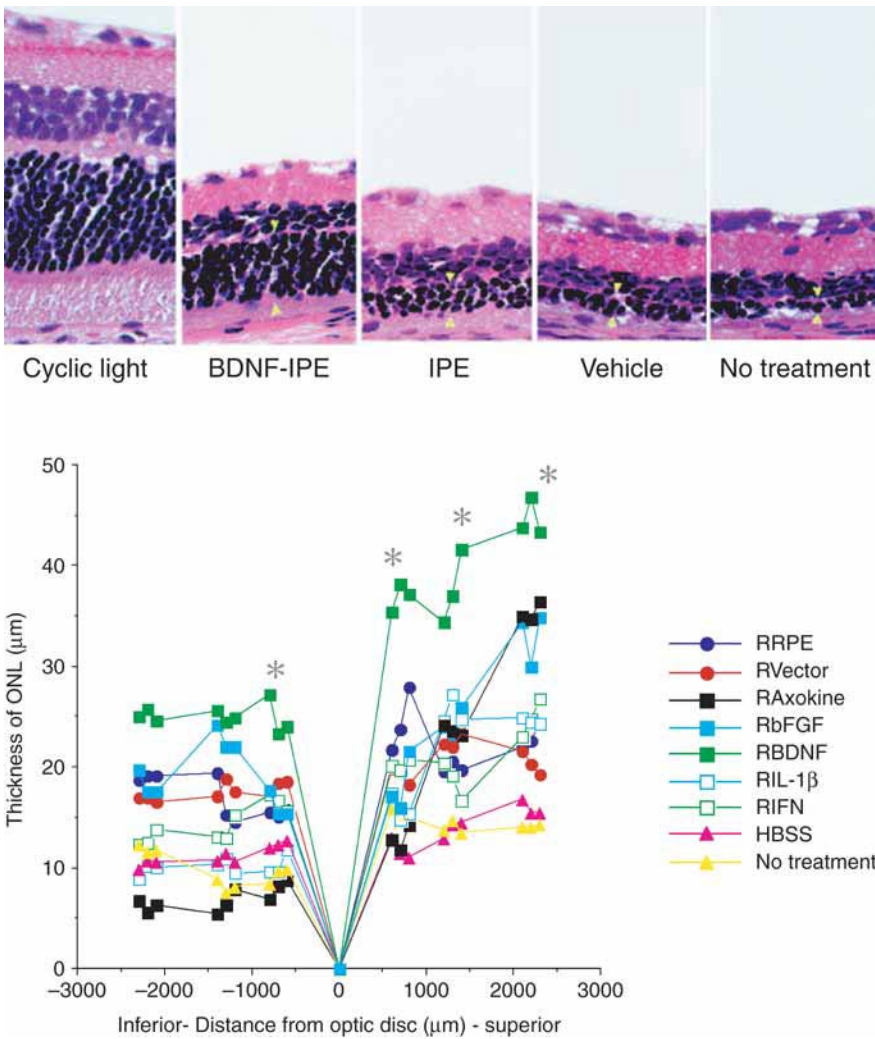 Cyclic light BDNF-IPE IPE Vehicle No treatment
50
40
30
20
10
0
Thickness of ONL (μm)
* * * *
–3000 –2000 –1000 0 1000 2000 3000
Inferior- Distance from optic disc (μm) - superior
RRPE
RVector
RAxokine
RbFGF
RBDNF
RIL-1β
RIFN
HBSS
No treatment